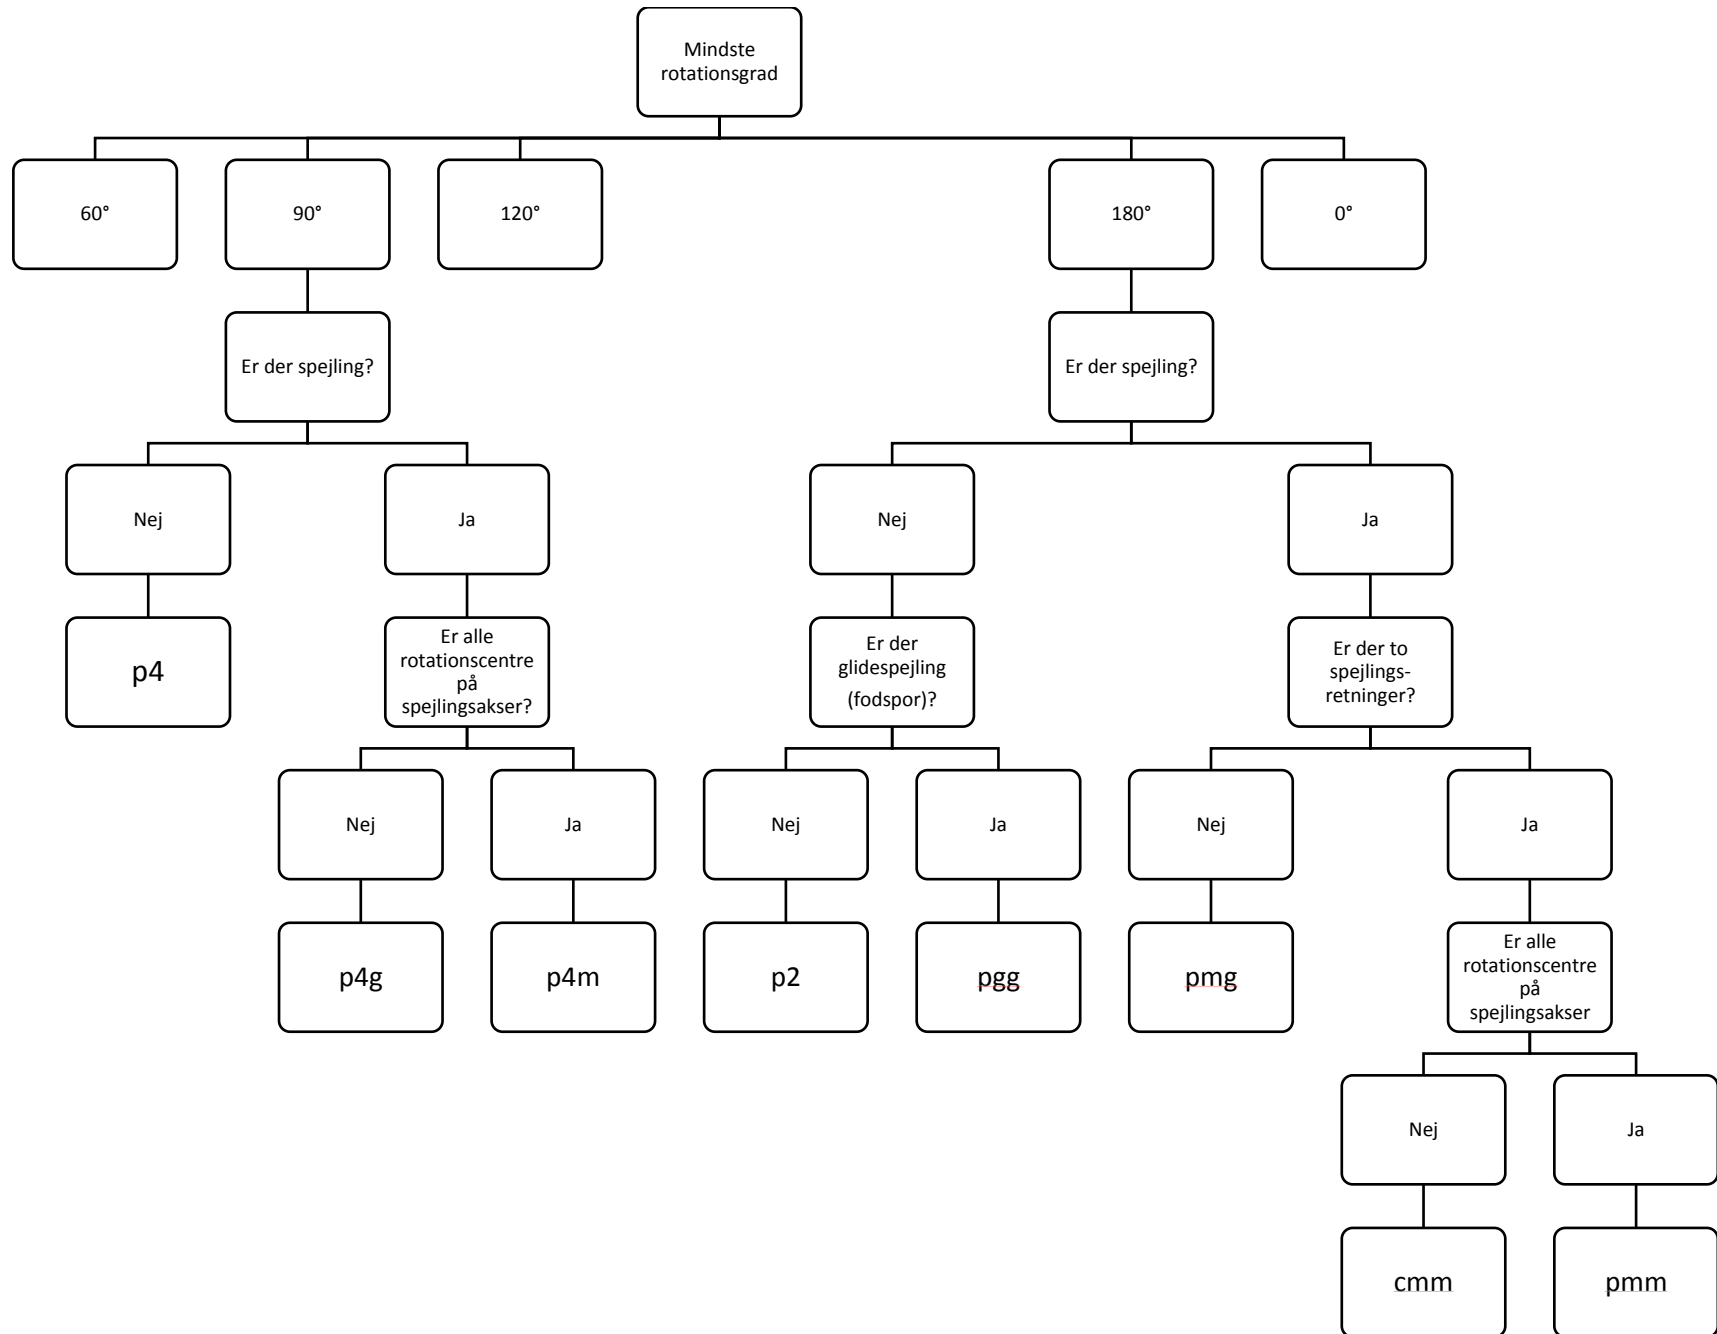 Mindste
rotationsgrad
60°
90°
120°
180°
0°
Er der spejling?
Er der spejling?
Nej
Ja
Nej
Ja
p4
Er alle
rotationscentre
på
spejlingsakser?
Er der
glidespejling
(fodspor)?
Er der to
spejlings-
retninger?
Nej
Ja
Nej
Ja
Nej
Ja
p4g
p4m
p2
pgg
pmg
Er alle
rotationscentre
på
spejlingsakser
Nej
Ja
cmm
pmm